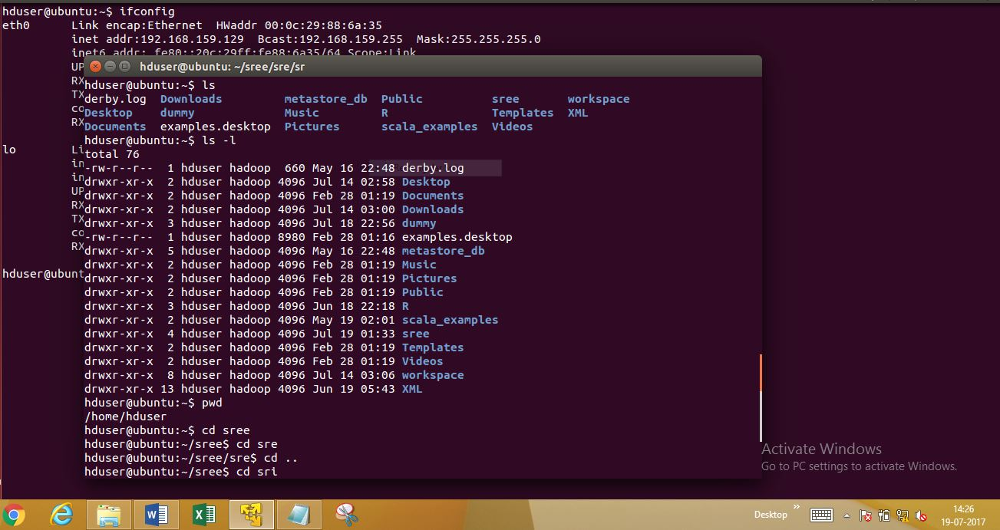 hduser@ubuntu:~$ ifconfig
eth0 Link encap:Ethernet HWaddr 00:0c:29:88:6a:35
inet addr:192.168.159.129 Bcast:192.168.159.255 Mask:255.255.255.0
inet6 addr: fe80::20c:29ff:fe88:6a35/64 Scope:Link
UP
RX
TX
co
RX
lo Li
in
in
UP
RX
TX
co
RX
hduser@ubunt
hduser@ubuntu: ~/sree/sre/sr
hduser@ubuntu:~$ ls
derby.log Downloads metastore_db Public sree workspace
Desktop dummy Music R Templates XML
Documents examples.desktop Pictures scala_examples Videos
hduser@ubuntu:~$ ls -l
total 76
-rw-r--r-- 1 hduser hadoop 660 May 16 22:48 derby.log
drwxr-xr-x 2 hduser hadoop 4096 Jul 14 02:58 Desktop
drwxr-xr-x 2 hduser hadoop 4096 Feb 28 01:19 Documents
drwxr-xr-x 2 hduser hadoop 4096 Jul 14 03:00 Downloads
drwxr-xr-x 3 hduser hadoop 4096 Jul 18 22:56 dummy
-rw-r--r-- 1 hduser hadoop 8980 Feb 28 01:16 examples.desktop
drwxr-xr-x 5 hduser hadoop 4096 May 16 22:48 metastore_db
drwxr-xr-x 2 hduser hadoop 4096 Feb 28 01:19 Music
drwxr-xr-x 2 hduser hadoop 4096 Feb 28 01:19 Pictures
drwxr-xr-x 2 hduser hadoop 4096 Feb 28 01:19 Public
drwxr-xr-x 3 hduser hadoop 4096 Jun 18 22:18 R
drwxr-xr-x 2 hduser hadoop 4096 May 19 02:01 scala_examples
drwxr-xr-x 4 hduser hadoop 4096 Jul 19 01:33 sree
drwxr-xr-x 2 hduser hadoop 4096 Feb 28 01:19 Templates
drwxr-xr-x 2 hduser hadoop 4096 Feb 28 01:19 Videos
drwxr-xr-x 8 hduser hadoop 4096 Jul 14 03:06 workspace
drwxr-xr-x 13 hduser hadoop 4096 Jun 19 05:43 XML
hduser@ubuntu:~$ pwd
/home/hduser
hduser@ubuntu:~$ cd sree
hduser@ubuntu:~/sree$ cd sre
hduser@ubuntu:~/sree/sre$ cd ..
hduser@ubuntu:~/sree$ cd sri
Activate Windows
Go to PC settings to activate Windows.
Desktop
14:26
19-07-2017